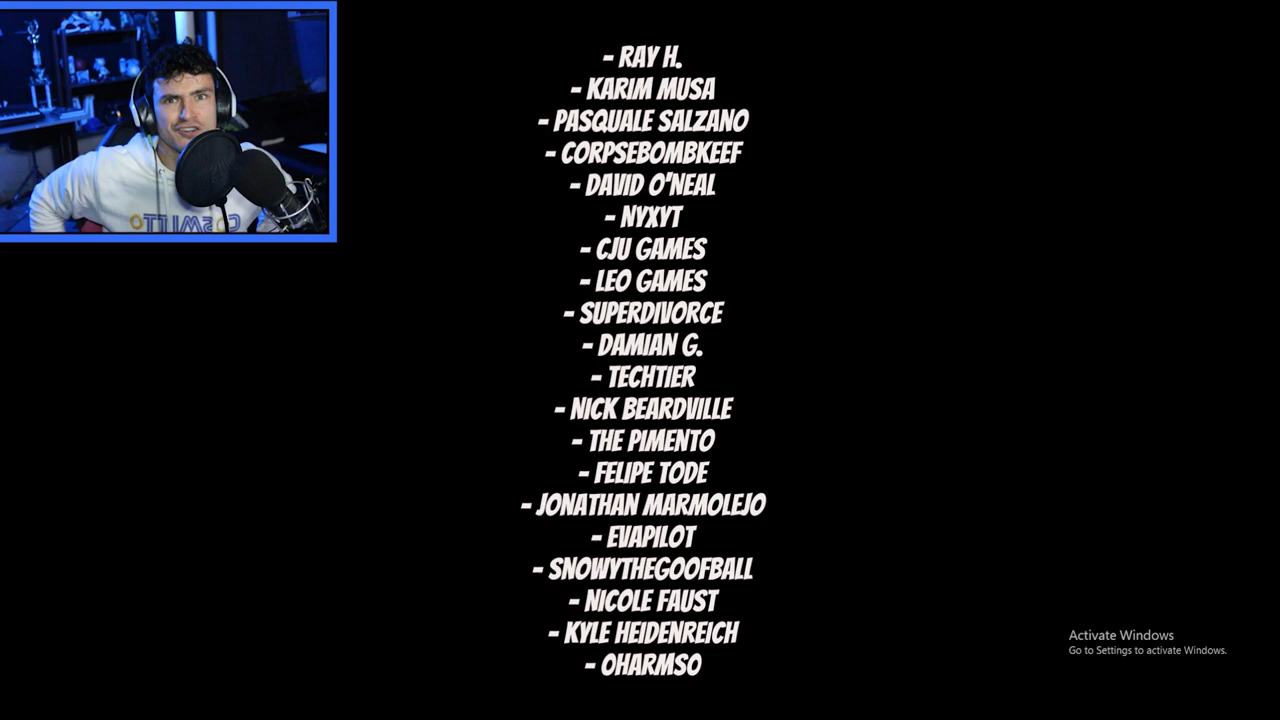 - RAY H.
- KARIM MUSA
- PASQUALE SALZANO
- CORPSEBOMBKEEF
- DAVID O'NEAL
- NYXYT
- CJU GAMES
- LEO GAMES
- SUPERDIVORCE
- DAMIAN G.
- TECHTIER
- NICK BEARDVILLE
- THE PIMENTO
- FELIPE TODE
- JONATHAN MARMOLEJO
- EVAPILOT
- SNOWYTHEGOOFBALL
- NICOLE FAUST
- KYLE HEIDENREICH
- OHARMSO
Activate Windows
Go to Settings to activate Windows.